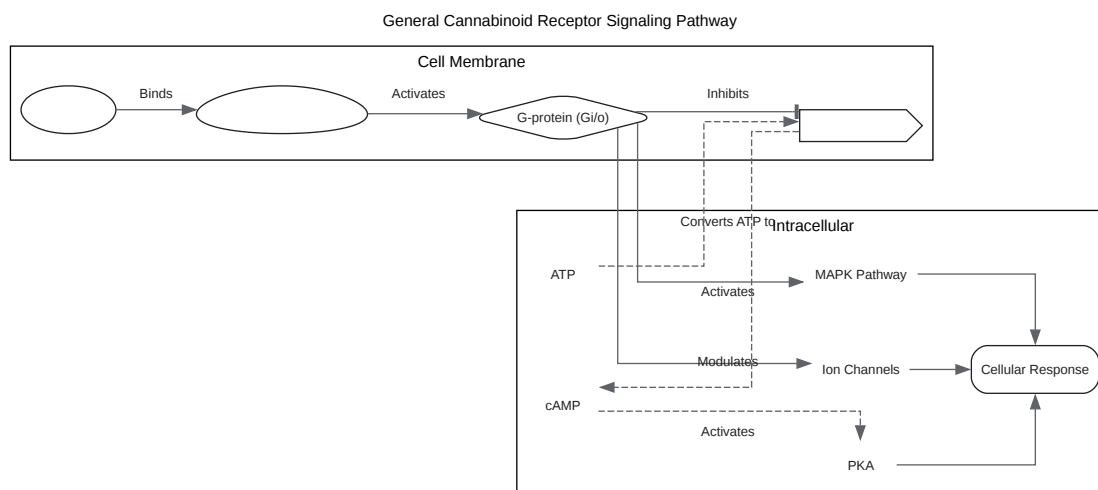 General Cannabinoid Receptor Signaling Pathway
Cell Membrane
Binds
Activates
G-protein (Gi/o)
Inhibits
Converts ATP to
Intracellular
ATP
MAPK Pathway
Activates
Modulates
Ion Channels
Cellular Response
cAMP
Activates
PKA